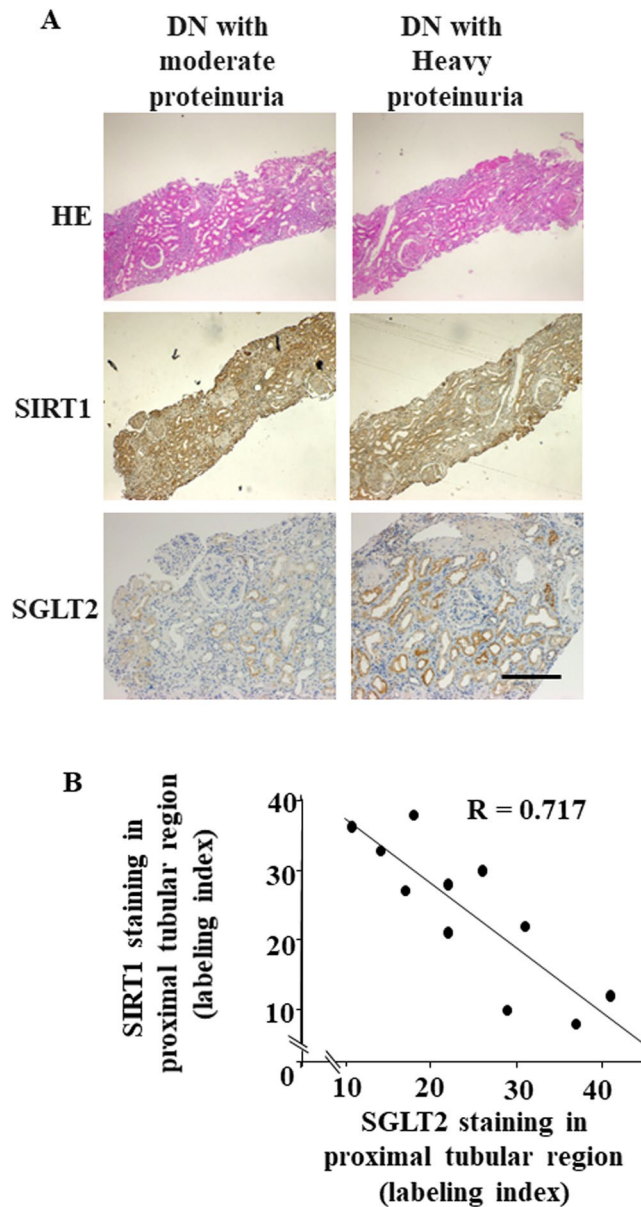 A
DN with
moderate
proteinuria
DN with
Heavy
proteinuria
HE
SIRT1
SGLT2
B
SIRT1 staining in
proximal tubular region
(labeling index)
40
30
20
10
0
R = 0.717
10
20
30
40
SGLT2 staining in
proximal tubular region
(labeling index)